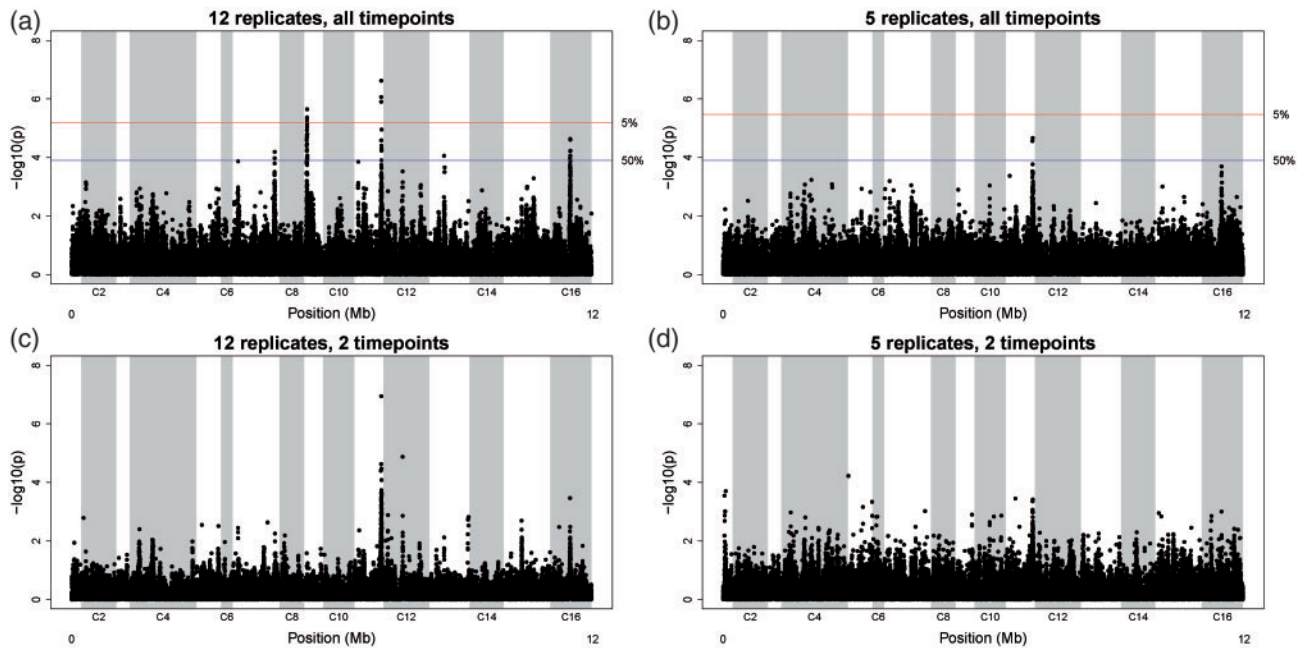 (a)
12 replicates, all timepoints
8
6
4
2
0
−log10(p)
5%
50%
C2 C4 C6 C8 C10 C12 C14 C16
0 Position (Mb) 12
(b)
5 replicates, all timepoints
8
6
4
2
0
−log10(p)
5%
50%
C2 C4 C6 C8 C10 C12 C14 C16
0 Position (Mb) 12
(c)
12 replicates, 2 timepoints
8
6
4
2
0
−log10(p)
C2 C4 C6 C8 C10 C12 C14 C16
0 Position (Mb) 12
(d)
5 replicates, 2 timepoints
8
6
4
2
0
−log10(p)
C2 C4 C6 C8 C10 C12 C14 C16
0 Position (Mb) 12